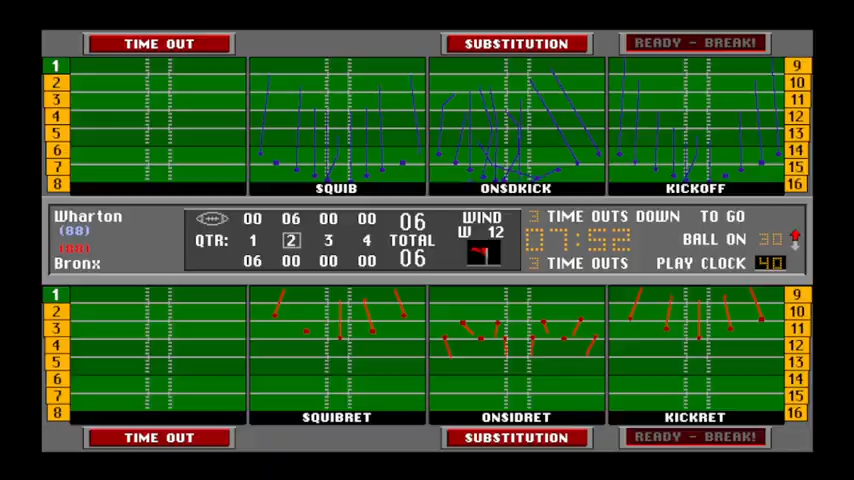 TIME OUT SUBSTITUTION READY - BREAK!
1 9
2 10
3 11
4 12
5 13
6 14
7 15
8 SQUIB ONSDKICK KICKOFF 16
Wharton 00 06 00 00 06 WIND 3 TIME OUTS DOWN TO GO
(88) QTR: 1 2 3 4 TOTAL W 12 07:52 BALL ON 30
(88)
Bronx 06 00 00 00 06 3 TIME OUTS PLAY CLOCK 40
1 9
2 10
3 11
4 12
5 13
6 14
7 15
8 SQUIBRET ONSIDRET KICKRET 16
TIME OUT SUBSTITUTION READY - BREAK!